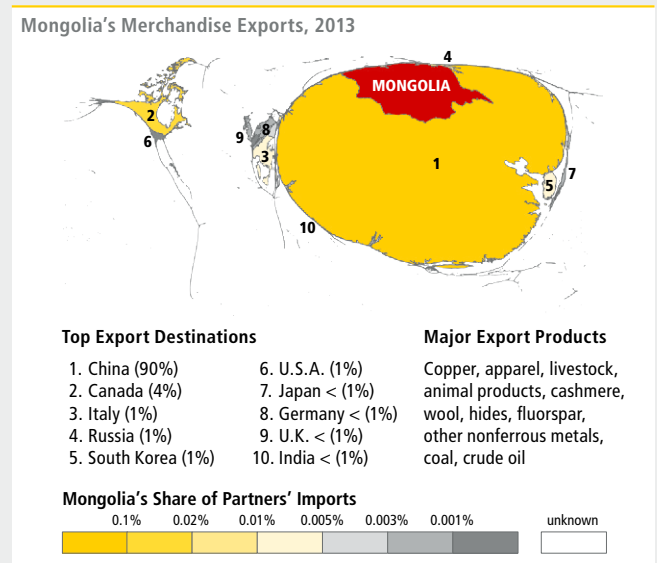 Mongolia's Merchandise Exports, 2013
4
MONGOLIA
2
6
9
8
3
1
7
5
10
Top Export Destinations
1. China (90%)
2. Canada (4%)
3. Italy (1%)
4. Russia (1%)
5. South Korea (1%)
6. U.S.A. (1%)
7. Japan < (1%)
8. Germany < (1%)
9. U.K. < (1%)
10. India < (1%)
Major Export Products
Copper, apparel, livestock,
animal products, cashmere,
wool, hides, fluorspar,
other nonferrous metals,
coal, crude oil
Mongolia's Share of Partners' Imports
0.1% 0.02% 0.01% 0.005% 0.003% 0.001% unknown